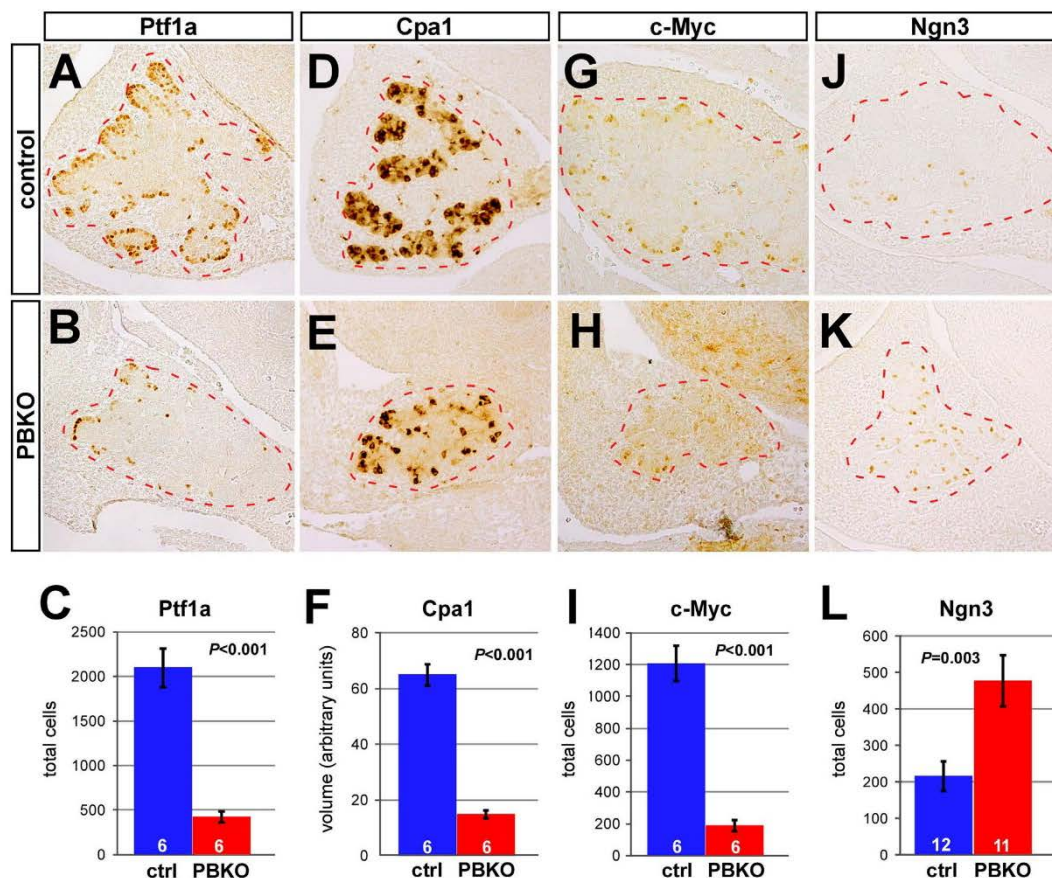 Ptf1a
Cpa1
c-Myc
Ngn3
control
A
D
G
J
PBKO
B
E
H
K
C
Ptf1a
2500
2000
1500
1000
500
0
total cells
P<0.001
6
6
ctrl PBKO
F
Cpa1
80
60
40
20
0
volume (arbitrary units)
P<0.001
6
6
ctrl PBKO
I
c-Myc
1400
1200
1000
800
600
400
200
0
total cells
P<0.001
6
6
ctrl PBKO
L
Ngn3
600
500
400
300
200
100
0
total cells
P=0.003
12
11
ctrl PBKO